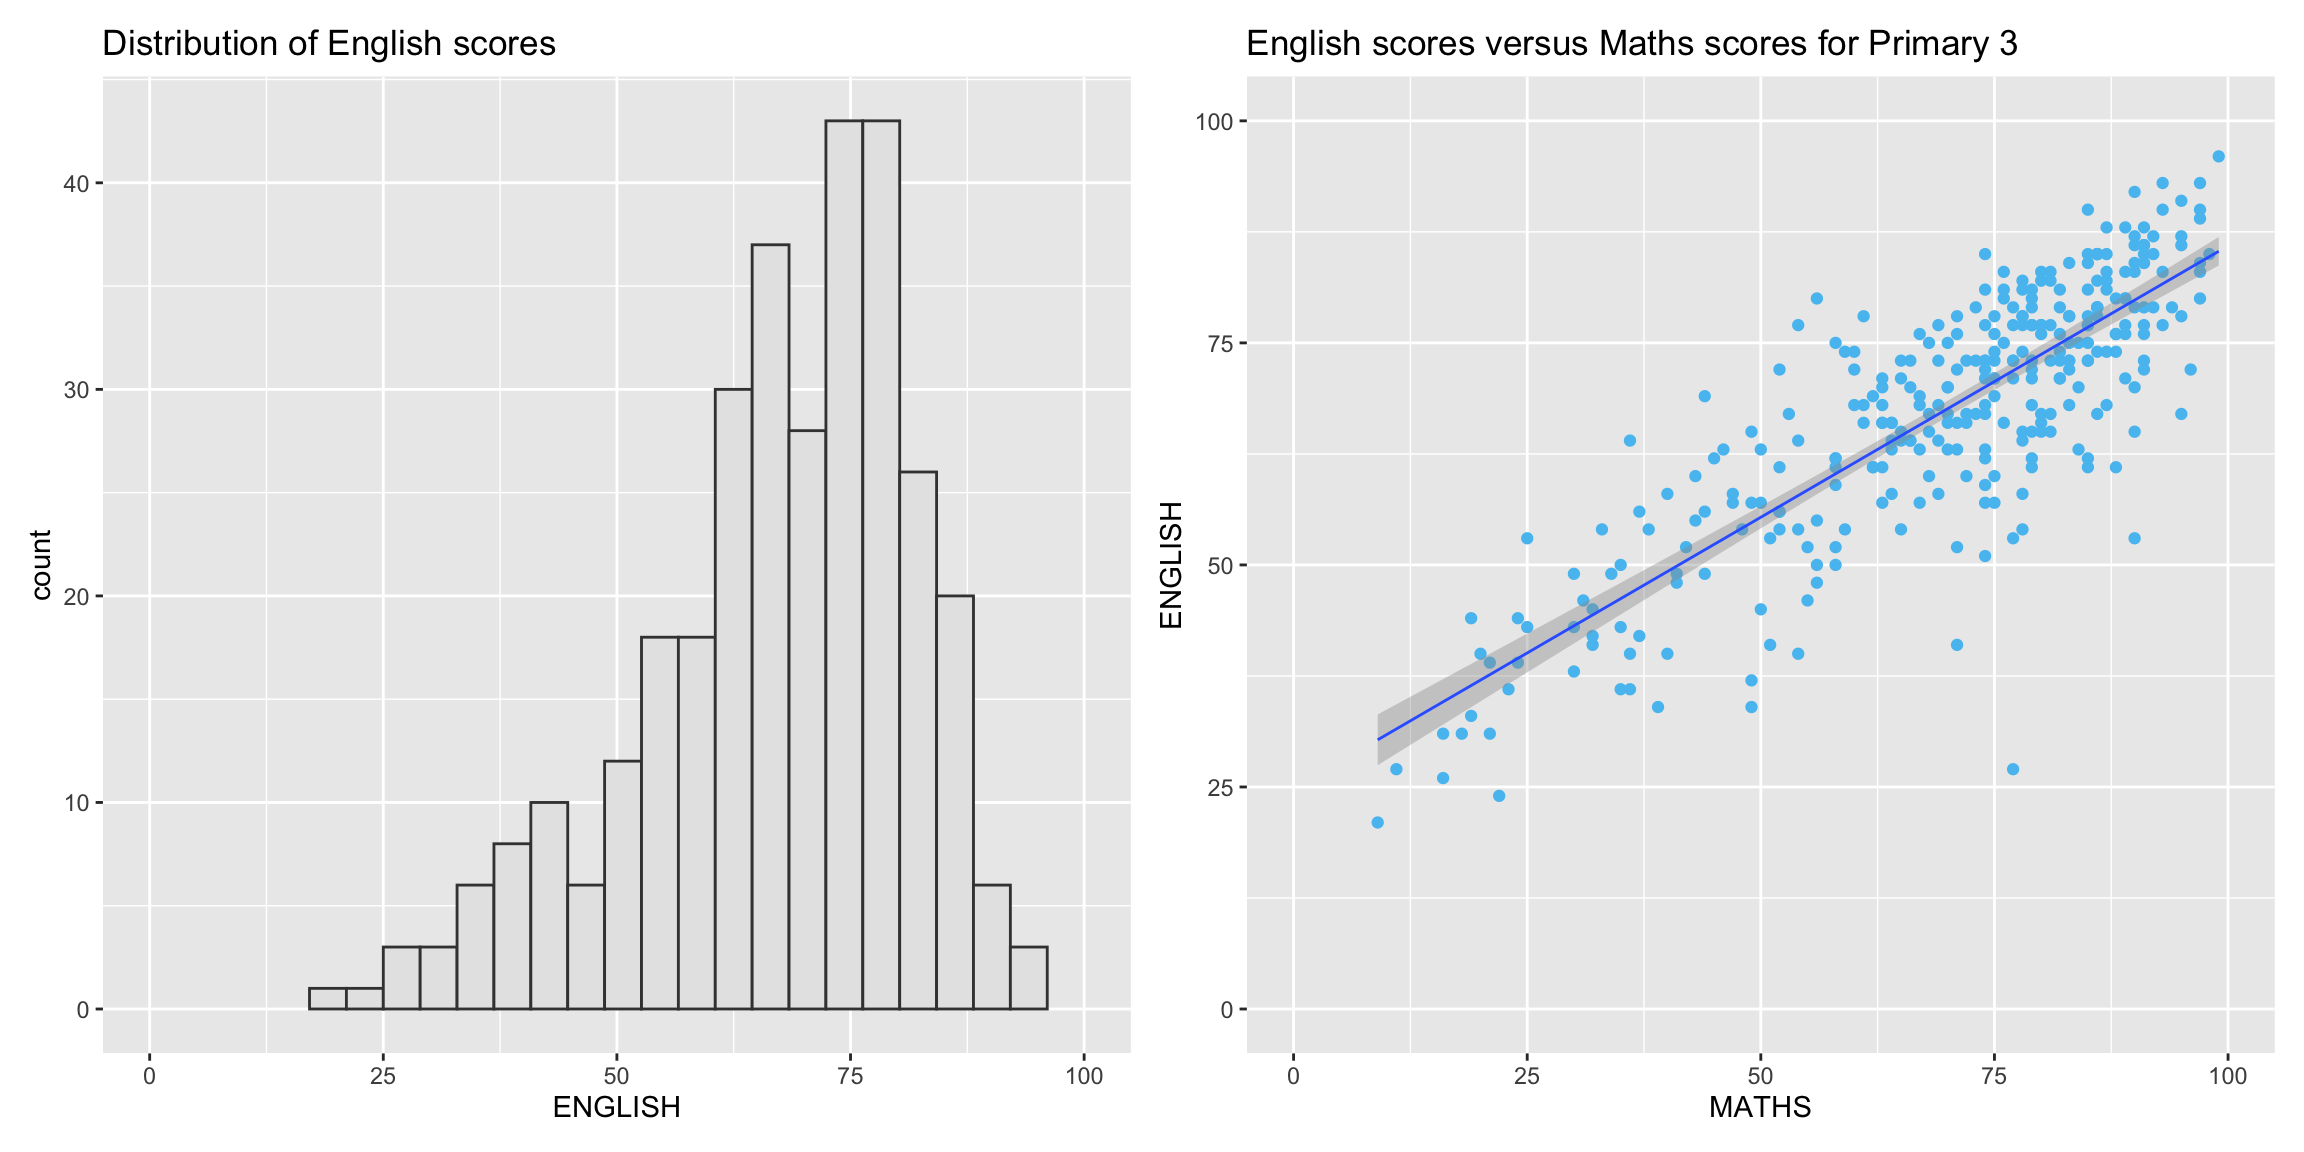 Distribution of English scores
count
40
30
20
10
0
0 25 50 75 100
ENGLISH
English scores versus Maths scores for Primary 3
ENGLISH
100
75
50
25
0
0 25 50 75 100
MATHS